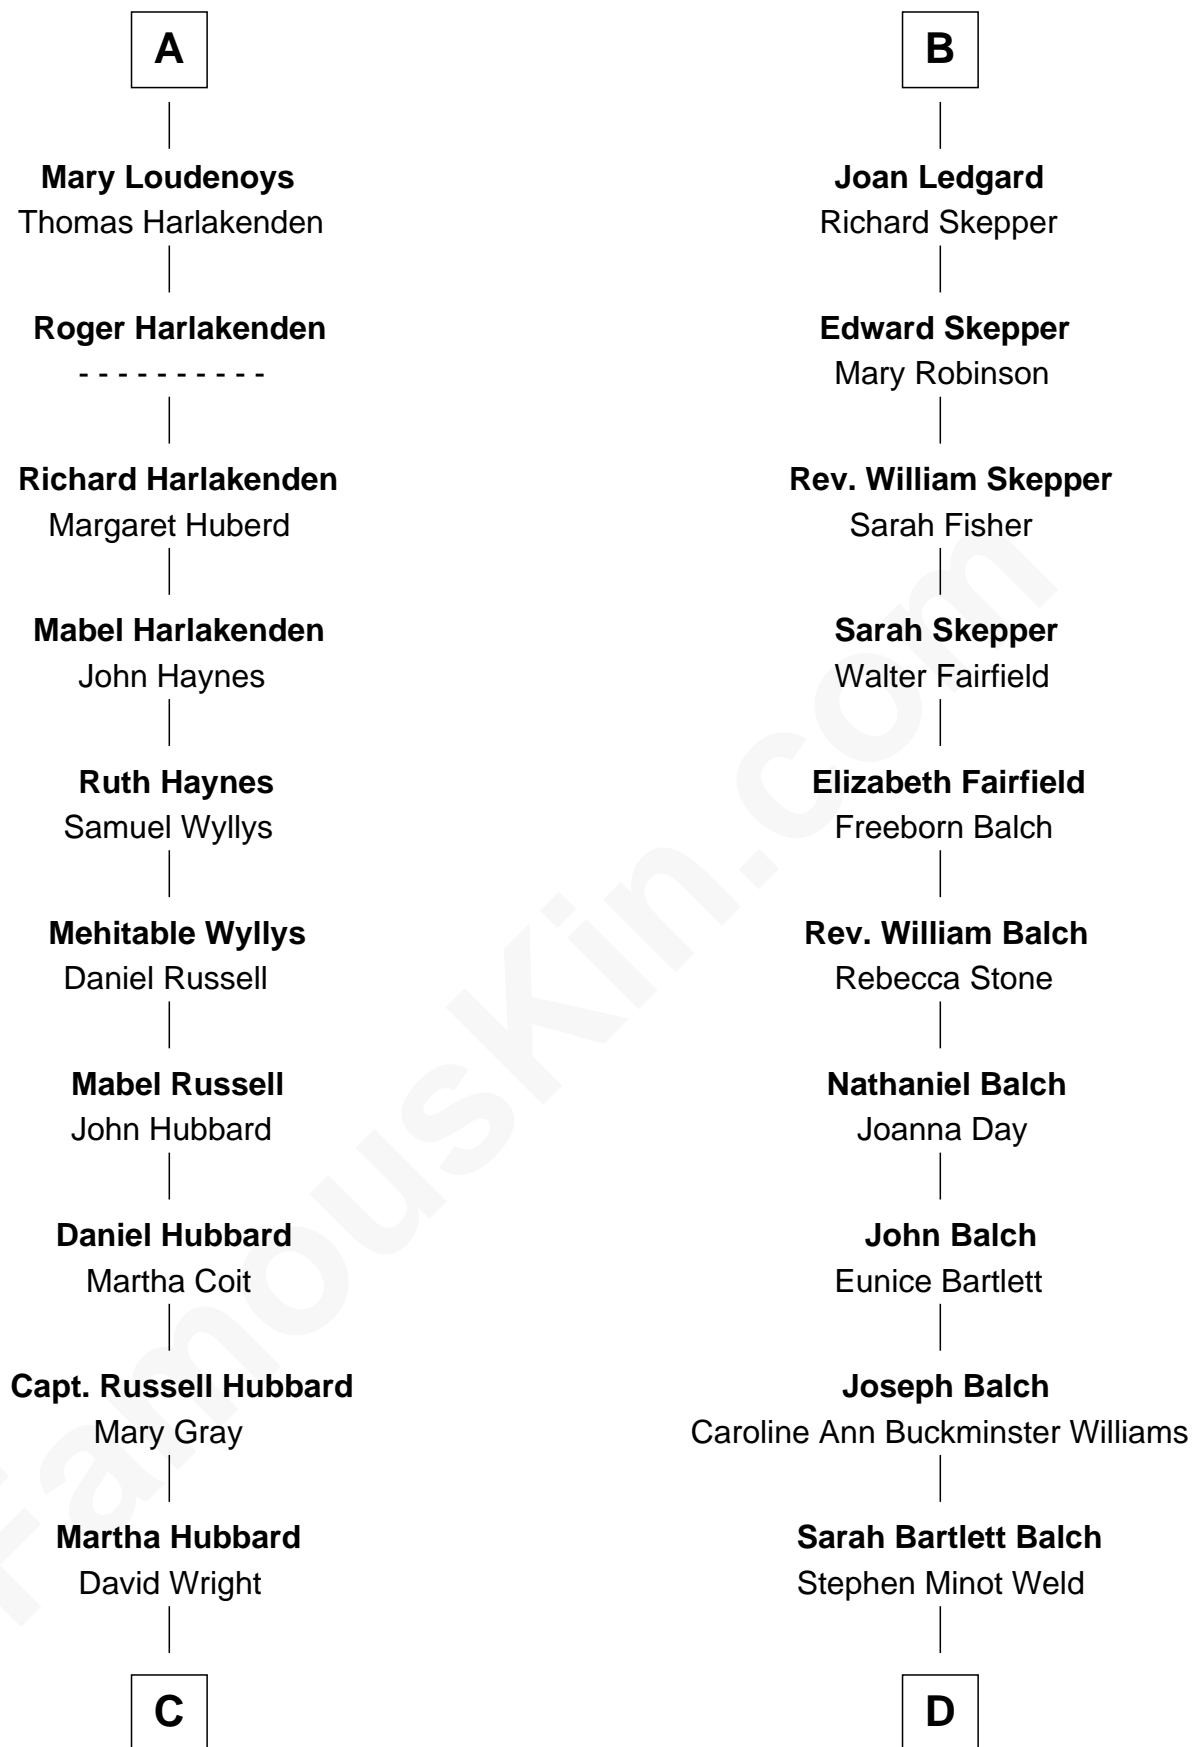 A
Mary Loudenoys
Thomas Harlakenden
Roger Harlakenden
- - - - - - - - - -
Richard Harlakenden
Margaret Huberd
Mabel Harlakenden
John Haynes
Ruth Haynes
Samuel Wyllys
Mehitable Wyllys
Daniel Russell
Mabel Russell
John Hubbard
Daniel Hubbard
Martha Coit
Capt. Russell Hubbard
Mary Gray
Martha Hubbard
David Wright
C
B
Joan Ledgard
Richard Skepper
Edward Skepper
Mary Robinson
Rev. William Skepper
Sarah Fisher
Sarah Skepper
Walter Fairfield
Elizabeth Fairfield
Freeborn Balch
Rev. William Balch
Rebecca Stone
Nathaniel Balch
Joanna Day
John Balch
Eunice Bartlett
Joseph Balch
Caroline Ann Buckminster Williams
Sarah Bartlett Balch
Stephen Minot Weld
D
FamousKin.com